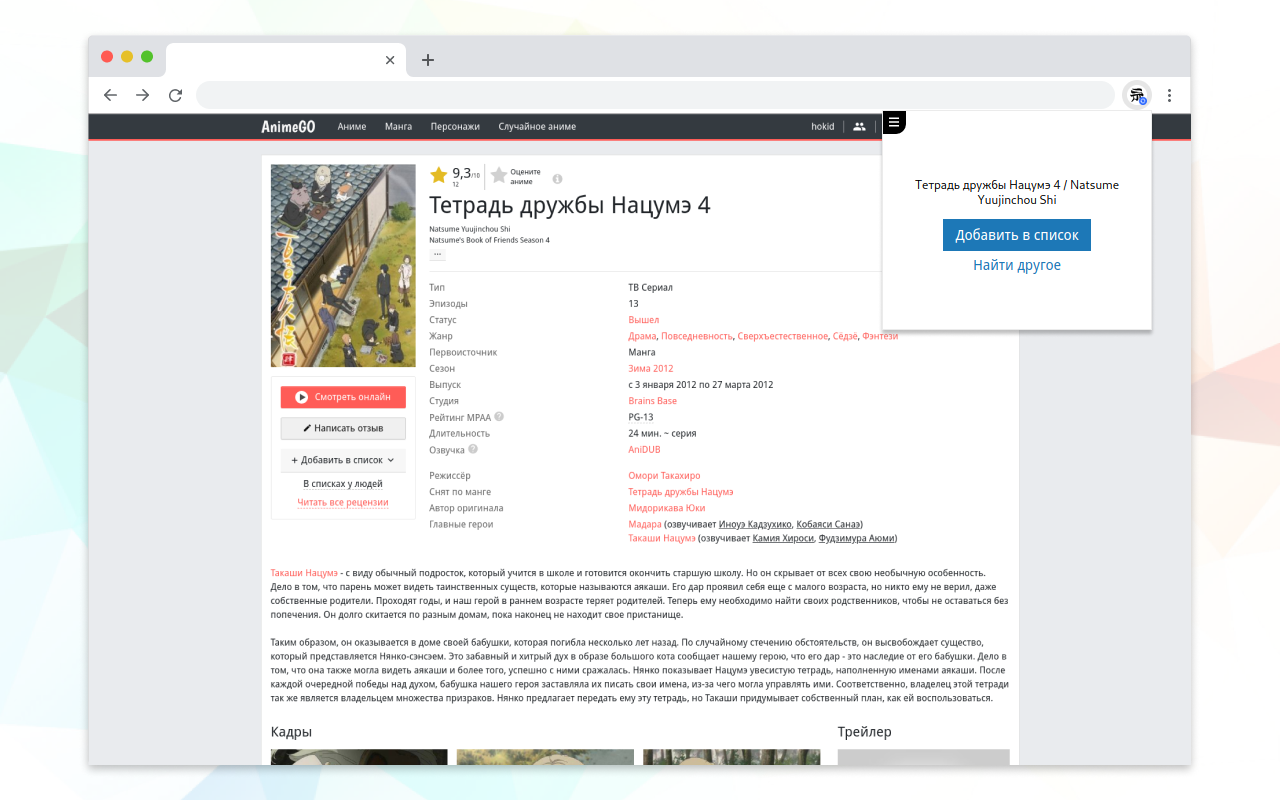 AnimeGO
Аниме
Манга
Персонажи
Случайное аниме
hokid
9,3/10
12
Оцените
аниме
Тетрадь дружбы Нацумэ 4
Natsume Yuujinchou Shi
Natsume's Book of Friends Season 4
...
Тетрадь дружбы Нацумэ 4 / Natsume
Yuujinchou Shi
Добавить в список
Найти другое
Тип ТВ Сериал
Эпизоды 13
Статус Вышел
Жанр Драма, Повседневность, Сверхъестественное, Сёдзё, Фэнтези
Первоисточник Манга
Сезон Зима 2012
Выпуск с 3 января 2012 по 27 марта 2012
Студия Brains Base
Рейтинг MPAA PG-13
Длительность 24 мин. ~ серия
Озвучка AniDUB
Режиссёр Омори Такахиро
Снят по манге Тетрадь дружбы Нацумэ
Автор оригинала Мидорикава Юки
Главные герои Мадара (озвучивает Иноуэ Кадзухико, Кобаяси Санаэ)
Такаши Нацумэ (озвучивает Камия Хироси, Фудзимура Аюми)
Смотреть онлайн
Написать отзыв
+ Добавить в список
В списках у людей
Читать все рецензии
Такаши Нацумэ - с виду обычный подросток, который учится в школе и готовится окончить старшую школу. Но он скрывает от всех свою необычную особенность.
Дело в том, что парень может видеть таинственных существ, которые называются аякаши. Его дар проявил себя еще с малого возраста, но никто ему не верил, даже
собственные родители. Проходят годы, и наш герой в раннем возрасте теряет родителей. Теперь ему необходимо найти своих родственников, чтобы не оставаться без
попечения. Он долго скитается по разным домам, пока наконец не находит свое пристанище.
Таким образом, он оказывается в доме своей бабушки, которая погибла несколько лет назад. По случайному стечению обстоятельств, он высвобождает существо,
который представляется Нянко-сэнсэем. Это забавный и хитрый дух в образе большого кота сообщает нашему герою, что его дар - это наследие от его бабушки. Дело в
том, что она также могла видеть аякаши и более того, успешно с ними сражалась. Нянко показывает Нацумэ увесистую тетрадь, наполненную именами аякаши. После
каждой очередной победы над духом, бабушка нашего героя заставляла их писать свои имена, из-за чего могла управлять ими. Соответственно, владелец этой тетради
так же является владельцем множества призраков. Нянко предлагает передать ему эту тетрадь, но Такаши придумывает собственный план, как ей воспользоваться.
Кадры
Трейлер